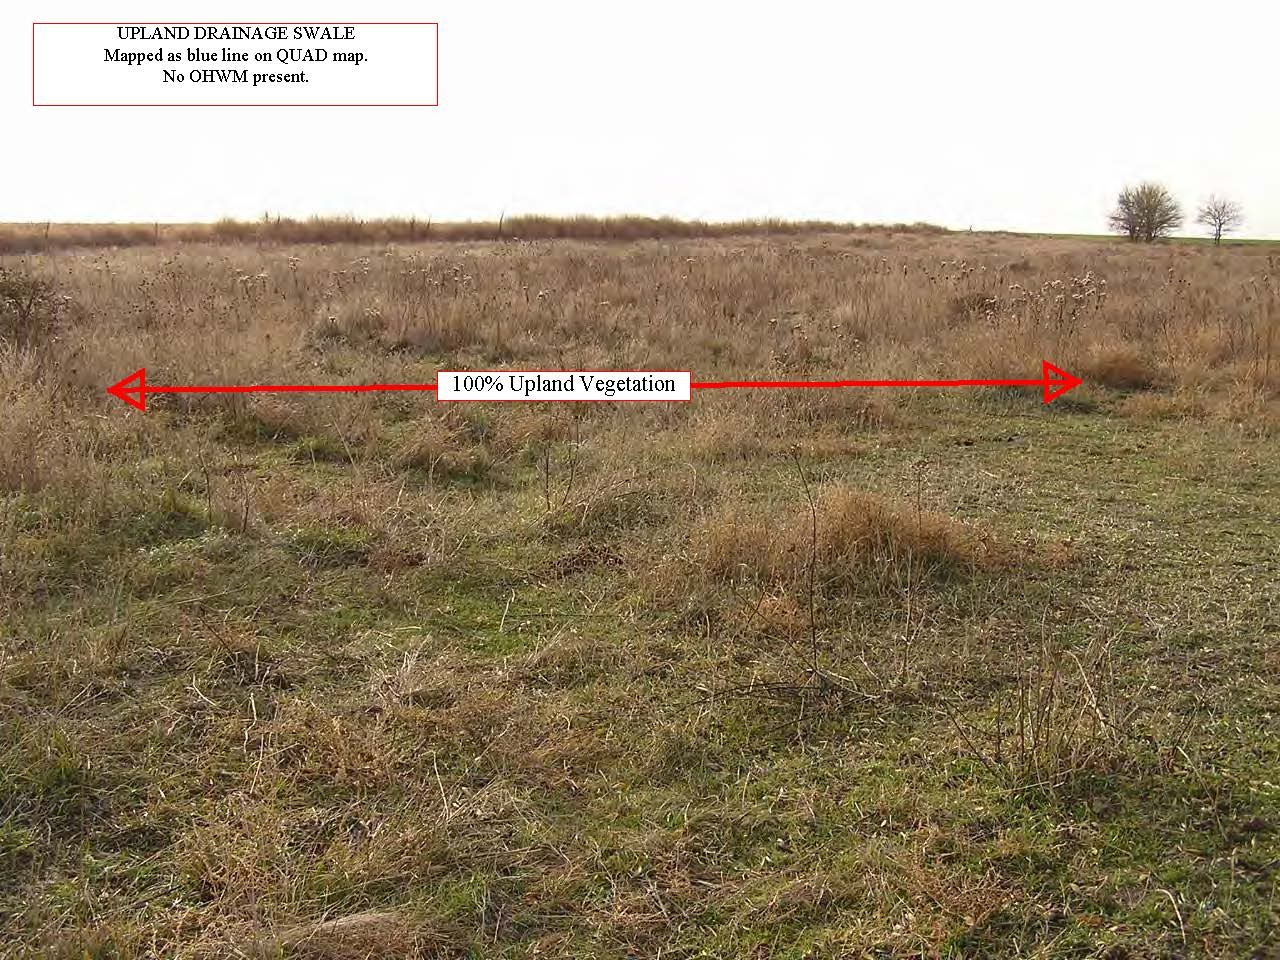 UPLAND DRAINAGE SWALE
Mapped as blue line on QUAD map.
No OHWM present.
100% Upland Vegetation